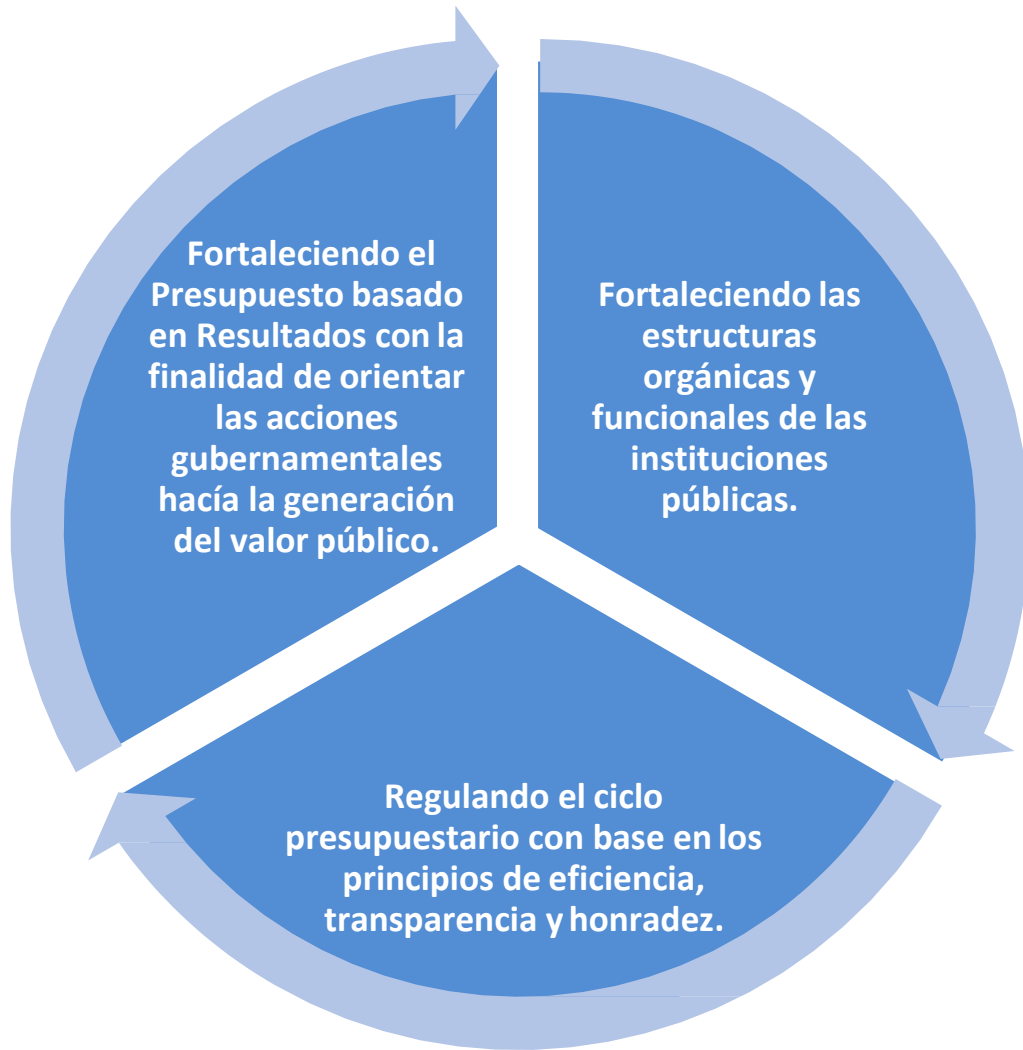 Fortaleciendo el
Presupuesto basado
en Resultados con la
finalidad de orientar
las acciones
gubernamentales
hacía la generación
del valor público.
Fortaleciendo las
estructuras
orgánicas y
funcionales de las
instituciones
públicas.
Regulando el ciclo
presupuestario con base en los
principios de eficiencia,
transparencia y honradez.